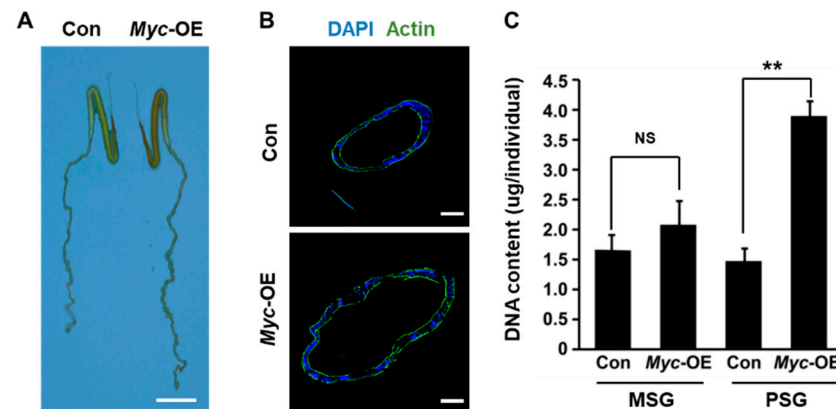 A
Con Myc-OE
B
DAPI Actin
Con
Myc-OE
C
DNA content (ug/individual)
4.5
4.0
3.5
3.0
2.5
2.0
1.5
1.0
0.5
0
NS
**
Con Myc-OE Con Myc-OE
MSG PSG